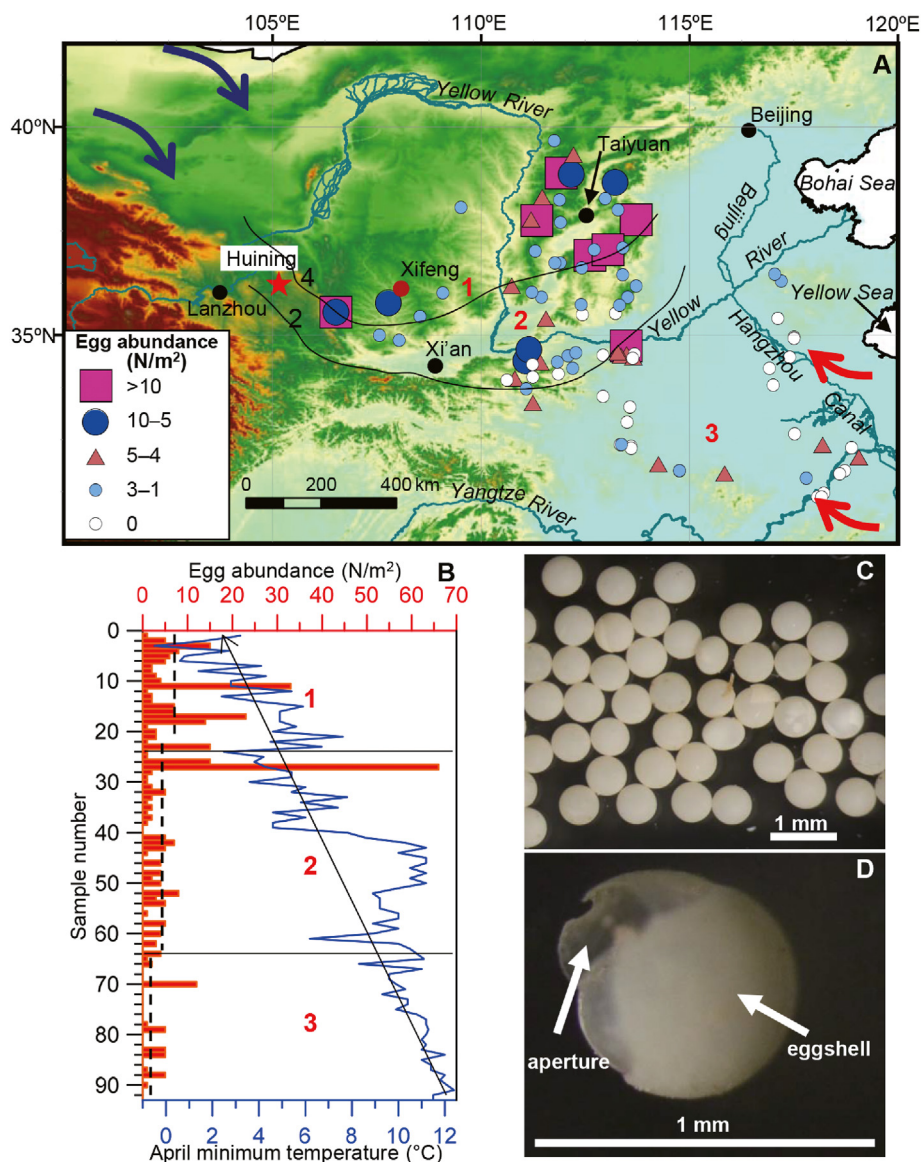 105ºE
110ºE
115ºE
120ºE
A
40ºN
35ºN
Yellow River
Beijing
Taiyuan
Bohai Sea
Beijing
Huining
4
Xifeng
1
River
Lanzhou
2
2
Yellow
Yellow Sea
Hangzhou
Xi'an
Canal
3
Egg abundance
(N/m²)
>10
10–5
5–4
3–1
0
0 200 400 km
Yangtze River
Egg abundance (N/m²)
B
0 10 20 30 40 50 60 70
0
10
20
30
40
50
60
70
80
90
Sample number
1
2
3
0 2 4 6 8 10 12
April minimum temperature (°C)
C
1 mm
D
aperture
eggshell
1 mm